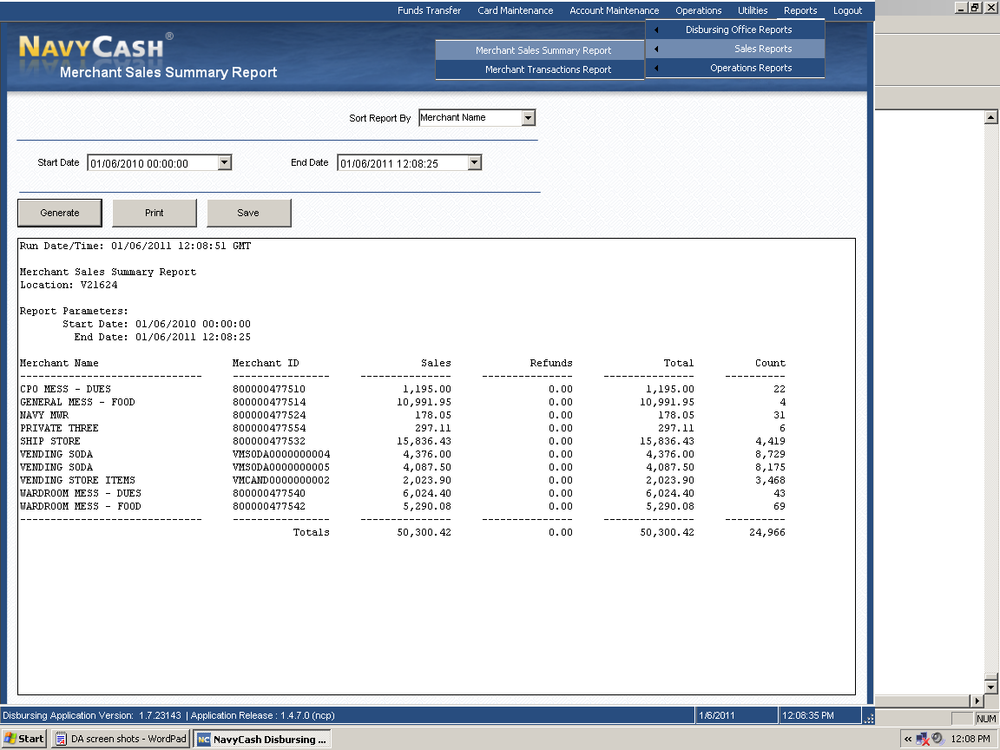 Funds Transfer Card Maintenance Account Maintenance Operations Utilities Reports Logout
Disbursing Office Reports
Sales Reports
Operations Reports
Merchant Sales Summary Report
Merchant Transactions Report
NAVYCASH®
Merchant Sales Summary Report
Sort Report By Merchant Name
Start Date 01/06/2010 00:00:00 End Date 01/06/2011 12:08:25
Generate Print Save
Run Date/Time: 01/06/2011 12:08:51 GMT
Merchant Sales Summary Report
Location: V21624
Report Parameters:
Start Date: 01/06/2010 00:00:00
End Date: 01/06/2011 12:08:25
Merchant Name Merchant ID Sales Refunds Total Count
------------------------------ ---------------- --------------- --------------- --------------- ----------
CPO MESS - DUES 800000477510 1,195.00 0.00 1,195.00 22
GENERAL MESS - FOOD 800000477514 10,991.95 0.00 10,991.95 4
NAVY MWR 800000477524 178.05 0.00 178.05 31
PRIVATE THREE 800000477554 297.11 0.00 297.11 6
SHIP STORE 800000477532 15,836.43 0.00 15,836.43 4,419
VENDING SODA VMSODA0000000004 4,376.00 0.00 4,376.00 8,729
VENDING SODA VMSODA0000000005 4,087.50 0.00 4,087.50 8,175
VENDING STORE ITEMS VMCAND0000000002 2,023.90 0.00 2,023.90 3,468
WARDROOM MESS - DUES 800000477540 6,024.40 0.00 6,024.40 43
WARDROOM MESS - FOOD 800000477542 5,290.08 0.00 5,290.08 69
------------------------------ ---------------- --------------- --------------- --------------- ----------
Totals 50,300.42 0.00 50,300.42 24,966
Disbursing Application Version: 1.7.23143 | Application Release : 1.4.7.0 (ncp) 1/6/2011 12:08:35 PM
NUM
Start DA screen shots - WordPad NC NavyCash Disbursing ... « 12:08 PM